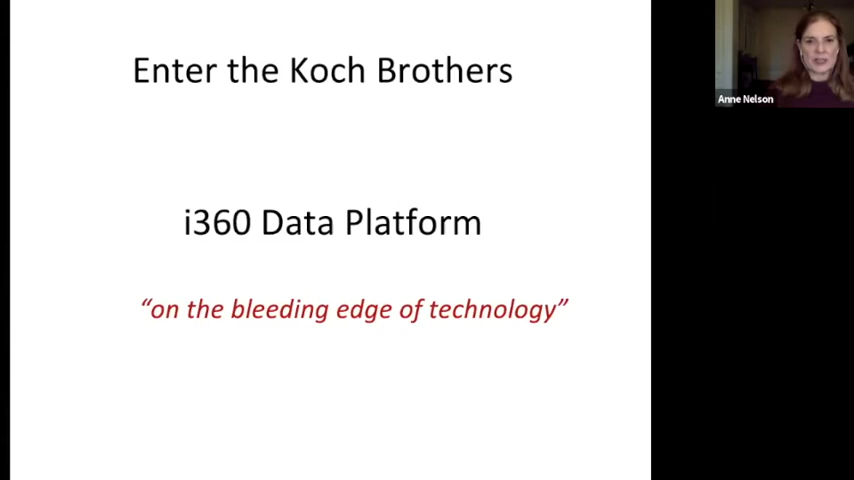 Enter the Koch Brothers
i360 Data Platform
“on the bleeding edge of technology”
Anne Nelson